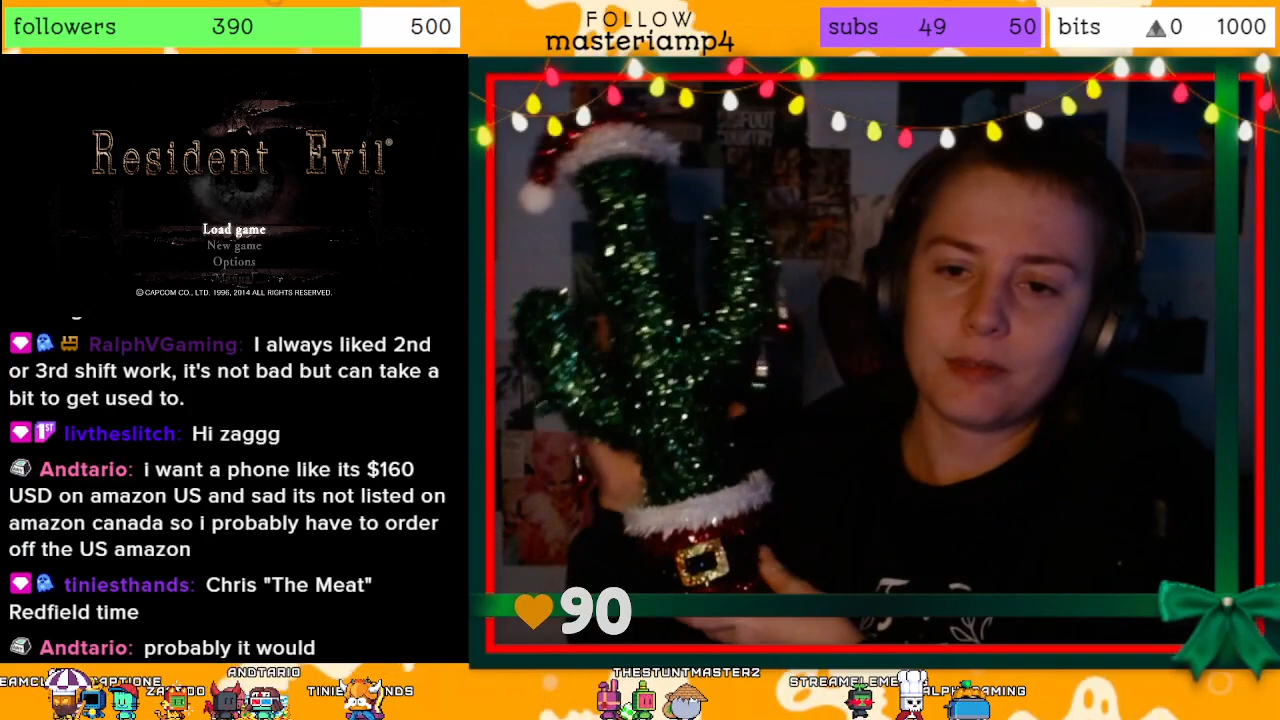 followers 390 500
FOLLOW
masteriamp4
subs 49 50
bits 0 1000
Resident Evil®
Load game
New game
Options
Manual
© CAPCOM CO., LTD. 1996, 2014 ALL RIGHTS RESERVED.
RalphVGaming: I always liked 2nd
or 3rd shift work, it's not bad but can take a
bit to get used to.
1ST livtheslitch: Hi zaggg
Andtario: i want a phone like its $160
USD on amazon US and sad its not listed on
amazon canada so i probably have to order
off the US amazon
tiniesthands: Chris "The Meat"
Redfield time
Andtario: probably it would
90
ANDTARIO
THESTUNTMASTER2